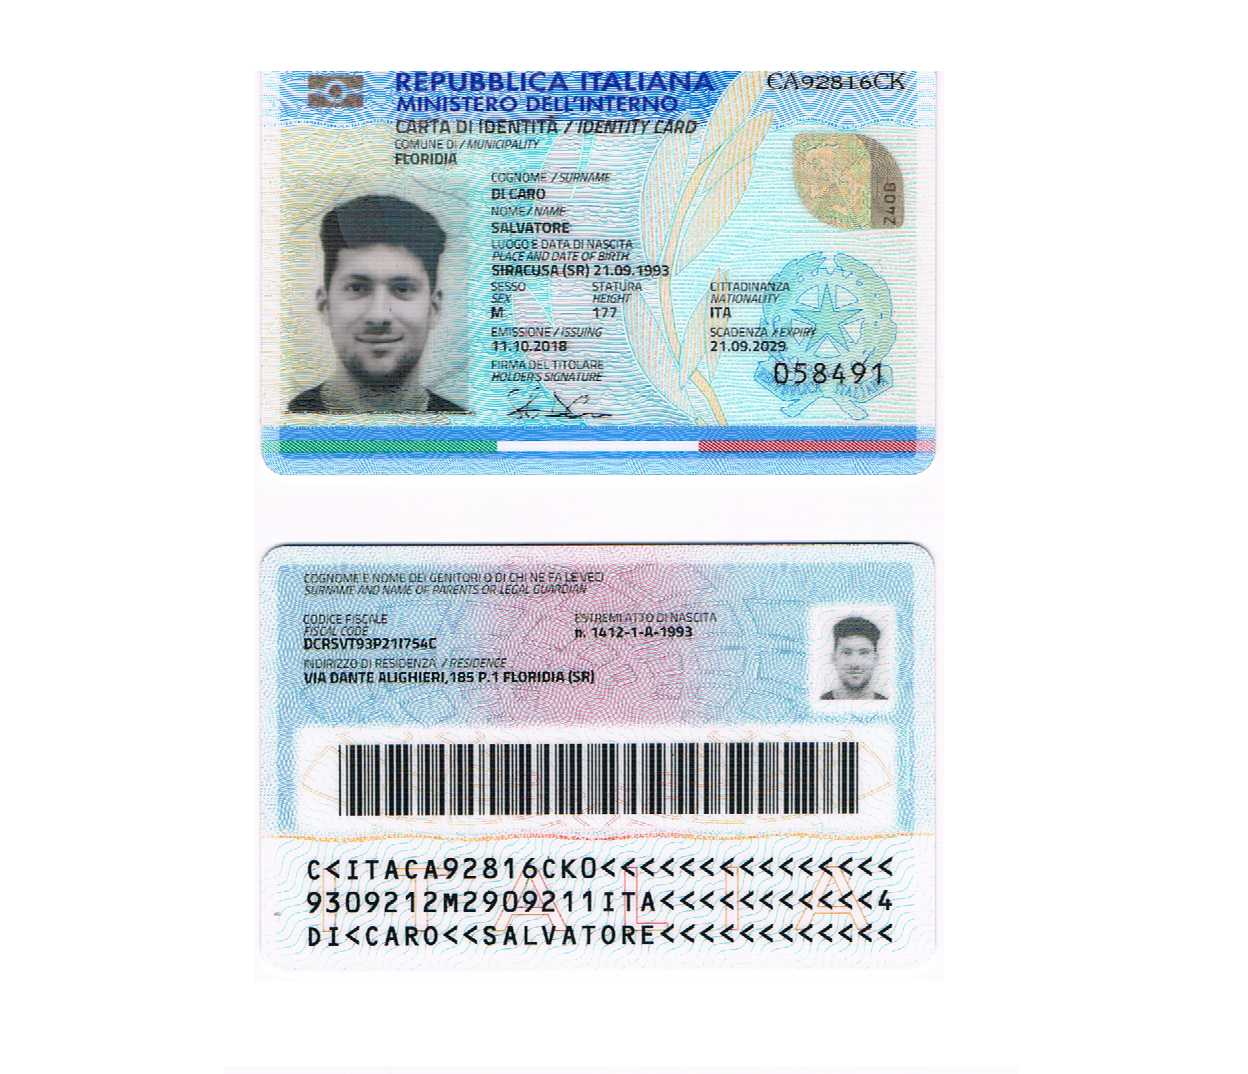 REPUBBLICA ITALIANA
CA92816CK
MINISTERO DELL'INTERNO
CARTA DI IDENTITÀ / IDENTITY CARD
COMUNE DI / MUNICIPALITY
FLORIDIA
COGNOME / SURNAME
DI CARO
NOME / NAME
SALVATORE
LUOGO E DATA DI NASCITA
PLACE AND DATE OF BIRTH
SIRACUSA (SR) 21.09.1993
SESSO STATURA CITTADINANZA
SEX HEIGHT NATIONALITY
M 177 ITA
EMISSIONE / ISSUING SCADENZA / EXPIRY
11.10.2018 21.09.2029
FIRMA DEL TITOLARE
HOLDER'S SIGNATURE
058491
Z40B
REPUBBLICA ITALIANA
COGNOME E NOME DEI GENITORI O DI CHI NE FA LE VECI
SURNAME AND NAME OF PARENTS OR LEGAL GUARDIAN
CODICE FISCALE ESTREMI ATTO DI NASCITA
FISCAL CODE
DCRSVT93P21I754C n. 1412-1-A-1993
INDIRIZZO DI RESIDENZA / RESIDENCE
VIA DANTE ALIGHIERI,185 P.1 FLORIDIA (SR)
C<ITACA92816CK0<<<<<<<<<<<<<<<
9309212M2909211ITA<<<<<<<<<<<4
DI<CARO<<SALVATORE<<<<<<<<<<<<
ITALIA